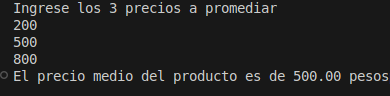 Ingrese los 3 precios a promediar
200
500
800
El precio medio del producto es de 500.00 pesos